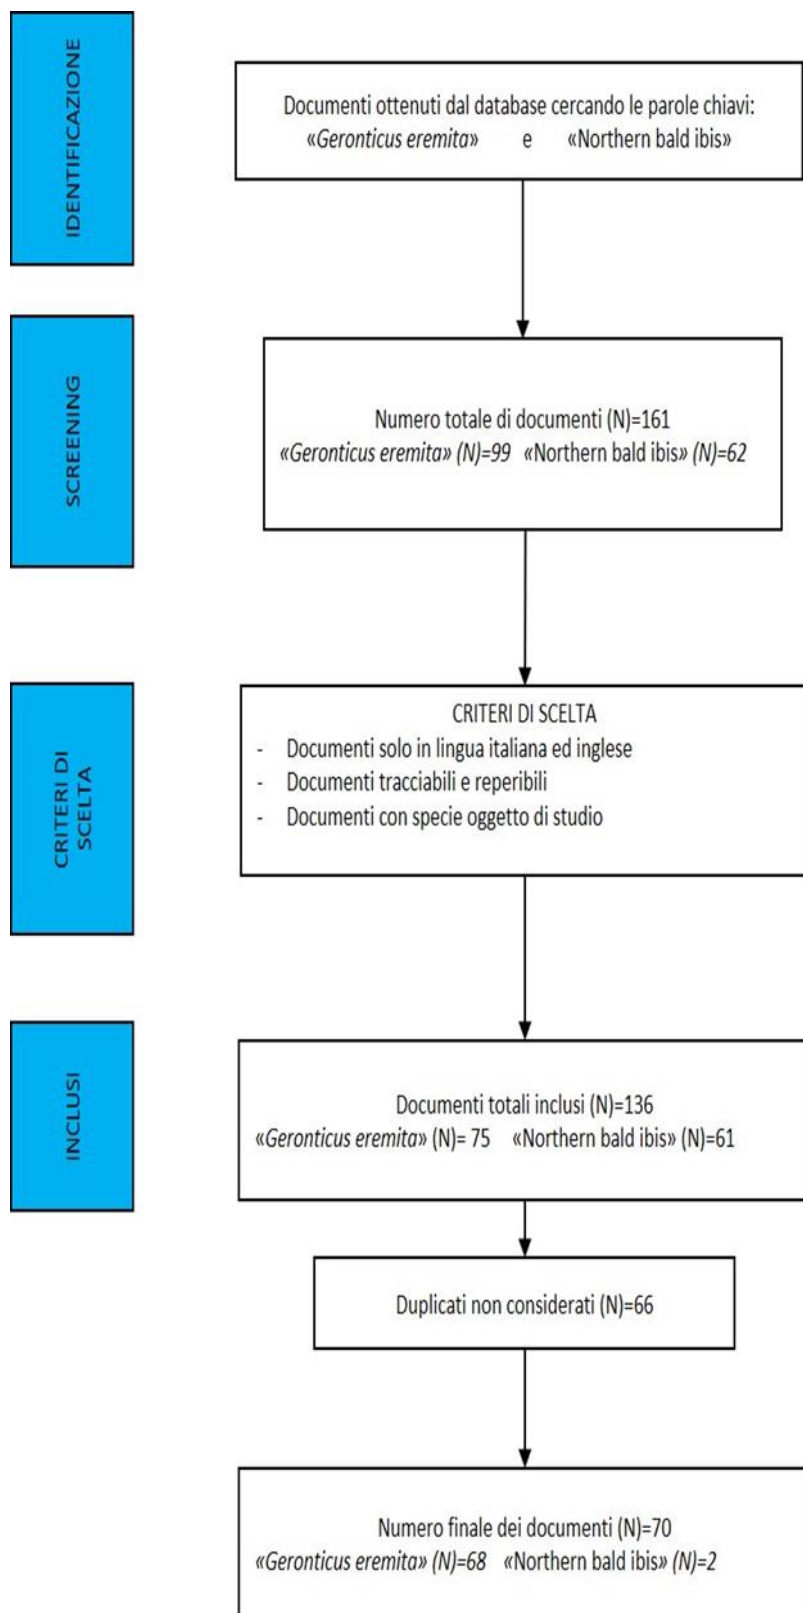 IDENTIFICAZIONE
Documenti ottenuti dal database cercando le parole chiavi:
«Geronticus eremita» e «Northern bald ibis»
SCREENING
Numero totale di documenti (N)=161
«Geronticus eremita» (N)=99 «Northern bald ibis» (N)=62
CRITERI DI
SCELTA
CRITERI DI SCELTA
- Documenti solo in lingua italiana ed inglese
- Documenti tracciabili e reperibili
- Documenti con specie oggetto di studio
INCLUSI
Documenti totali inclusi (N)=136
«Geronticus eremita» (N)= 75 «Northern bald ibis» (N)=61
Duplicati non considerati (N)=66
Numero finale dei documenti (N)=70
«Geronticus eremita» (N)=68 «Northern bald ibis» (N)=2